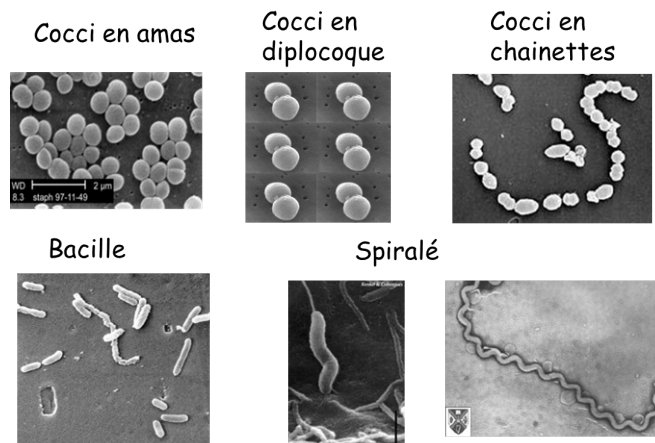 Cocci en amas
Cocci en
diplocoque
Cocci en
chainettes
WD
2 µm
8.3 staph 97-11-49
Bacille
Spiralé